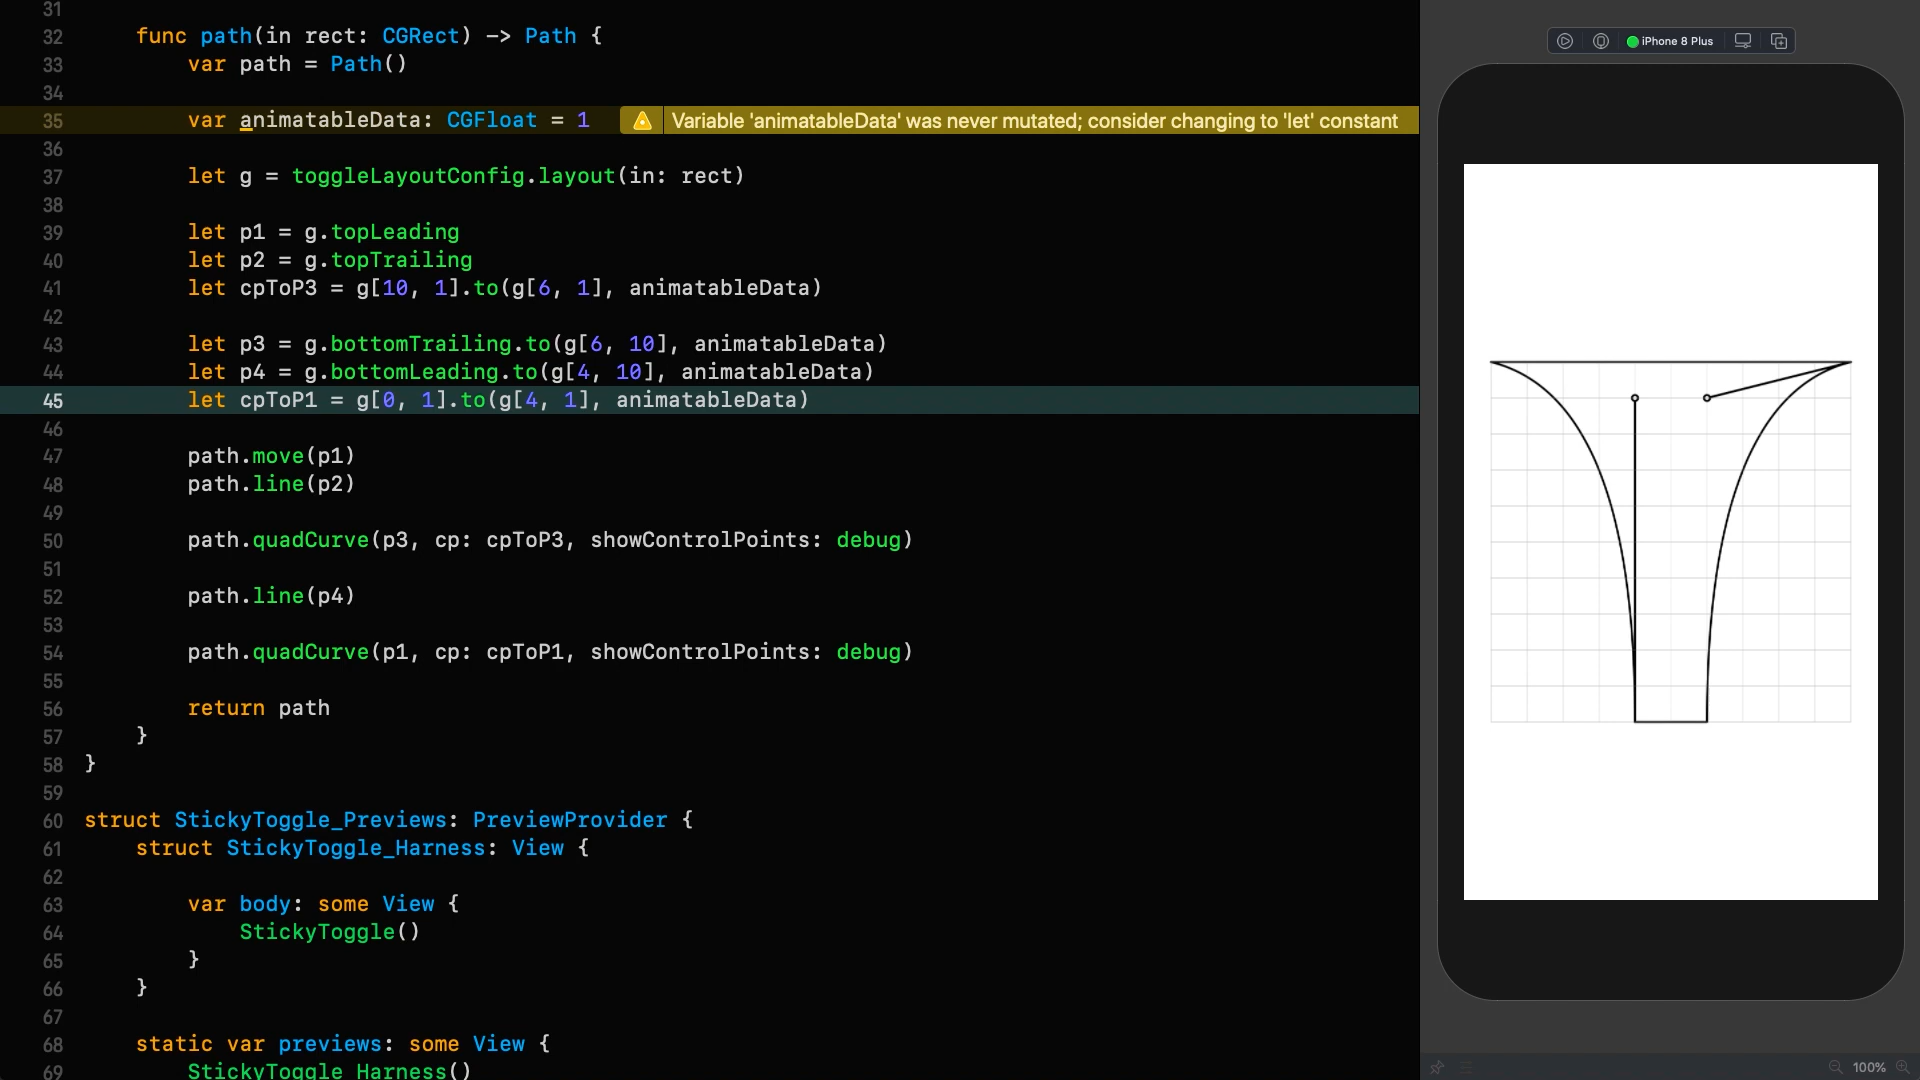 31
32 func path(in rect: CGRect) -> Path {
33 var path = Path()
34
35 var animatableData: CGFloat = 1 Variable 'animatableData' was never mutated; consider changing to 'let' constant
36
37 let g = toggleLayoutConfig.layout(in: rect)
38
39 let p1 = g.topLeading
40 let p2 = g.topTrailing
41 let cpToP3 = g[10, 1].to(g[6, 1], animatableData)
42
43 let p3 = g.bottomTrailing.to(g[6, 10], animatableData)
44 let p4 = g.bottomLeading.to(g[4, 10], animatableData)
45 let cpToP1 = g[0, 1].to(g[4, 1], animatableData)
46
47 path.move(p1)
48 path.line(p2)
49
50 path.quadCurve(p3, cp: cpToP3, showControlPoints: debug)
51
52 path.line(p4)
53
54 path.quadCurve(p1, cp: cpToP1, showControlPoints: debug)
55
56 return path
57 }
58 }
59
60 struct StickyToggle_Previews: PreviewProvider {
61 struct StickyToggle_Harness: View {
62
63 var body: some View {
64 StickyToggle()
65 }
66 }
67
68 static var previews: some View {
69 StickyToggle_Harness()
iPhone 8 Plus
100%